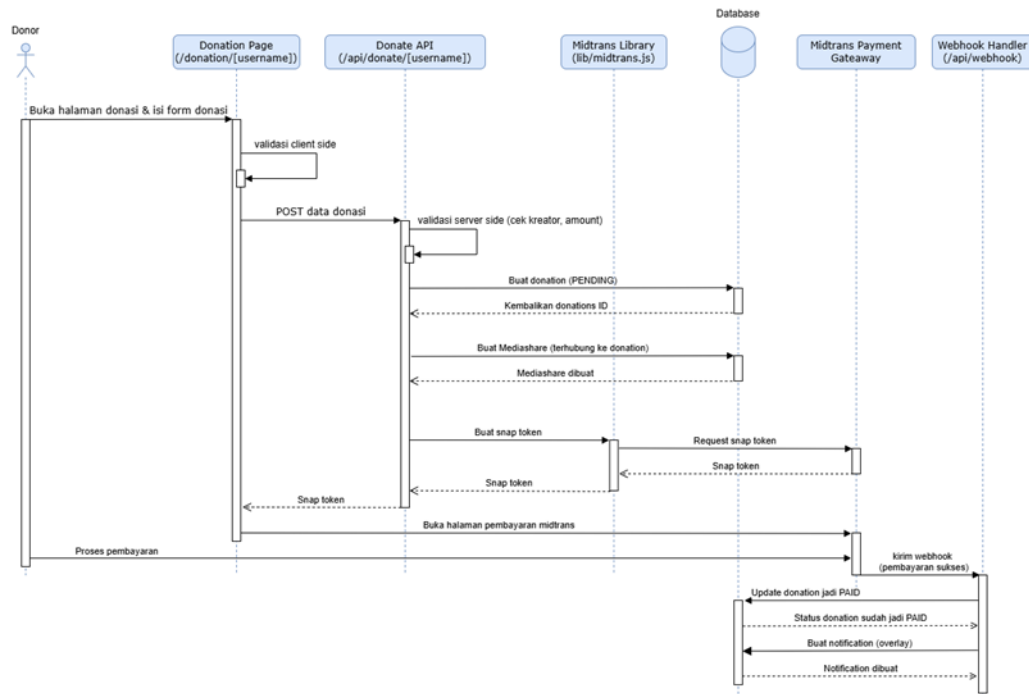 Donor
Database
Donation Page
(/donation/[username])
Donate API
(/api/donate/[username])
Midtrans Library
(lib/midtrans.js)
Midtrans Payment
Geteaway
Webhook Handler
(/api/webhook)
Buka halaman donasi & isi form donasi
validasi client side
POST data donasi
validasi server side (cek kreator, amount)
Buat donation (PENDING)
Kembalikan donations ID
Buat Mediashare (terhubung ke donation)
Mediashare dibuat
Buat snap token
Request snap token
Snap token
Snap token
Snap token
Buka halaman pembayaran midtrans
Proses pembayaran
kirim webhook
(pembayaran sukses)
Update donation jadi PAID
Status donation sudah jadi PAID
Buat notification (overlay)
Notification dibuat